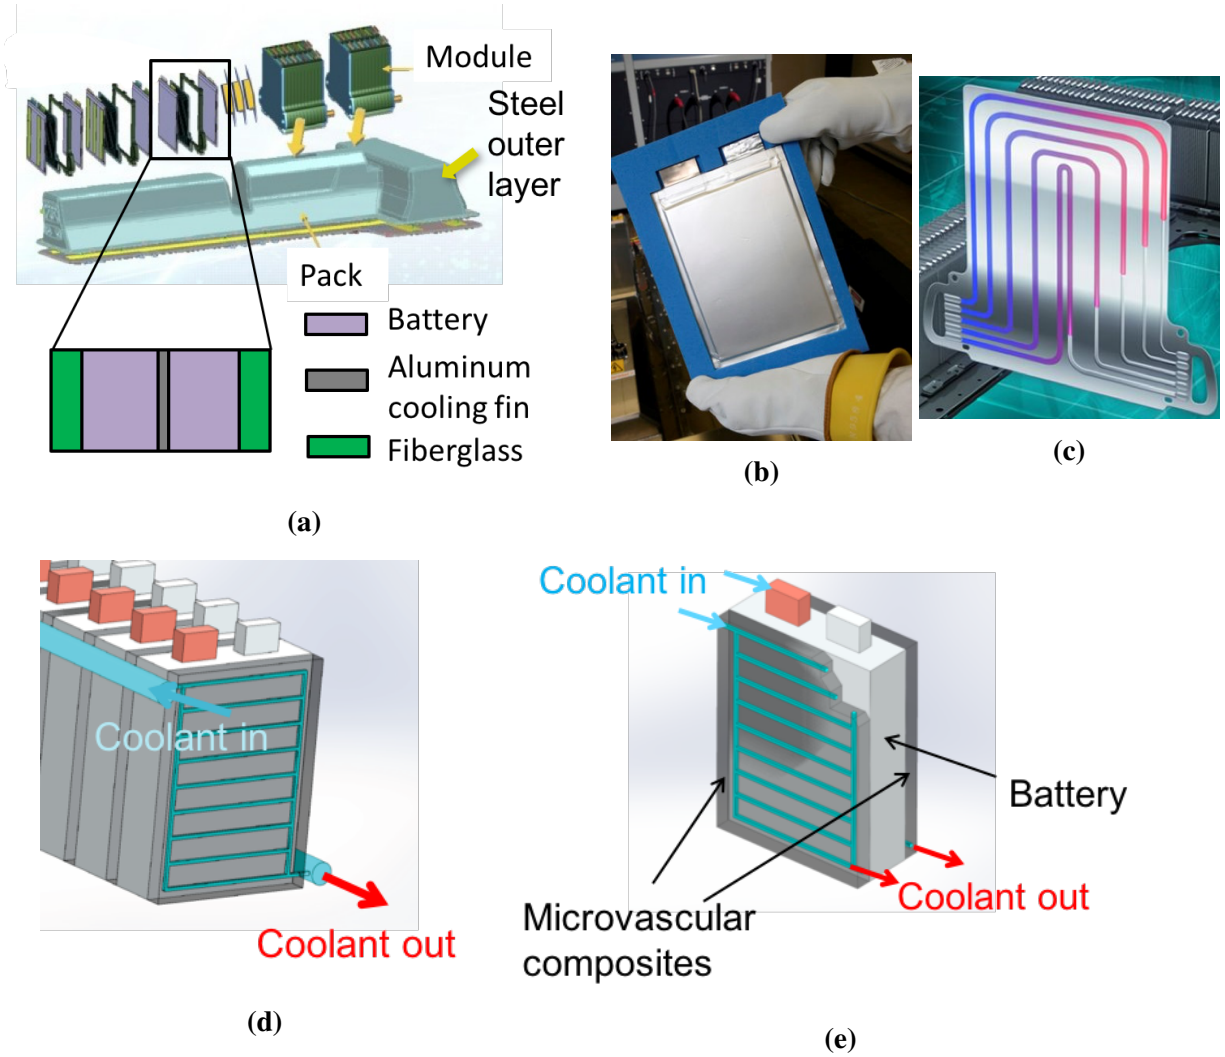 Module
Steel
outer
layer
Pack
Battery
Aluminum
cooling fin
Fiberglass
(a)
(b)
(c)
Coolant in
Coolant out
(d)
Coolant in
Battery
Coolant out
Microvascular
composites
(e)